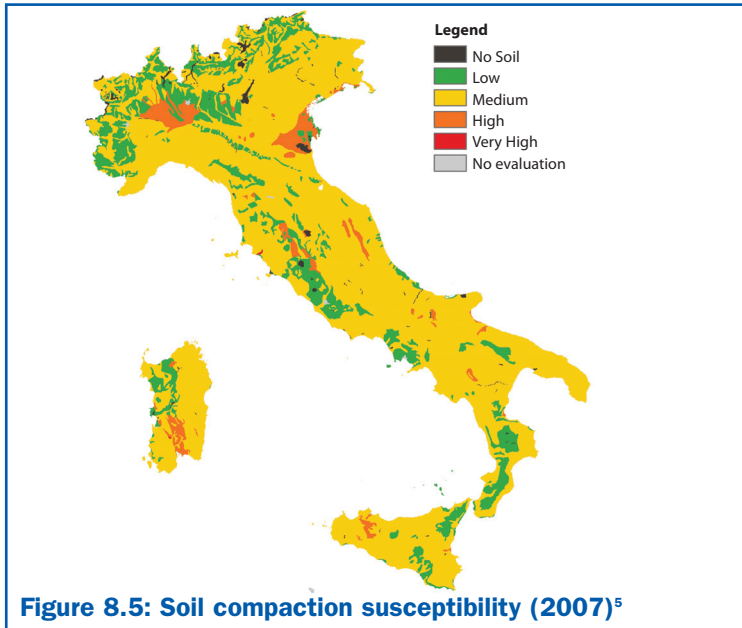 Legend
No Soil
Low
Medium
High
Very High
No evaluation
Figure 8.5: Soil compaction susceptibility (2007)⁵